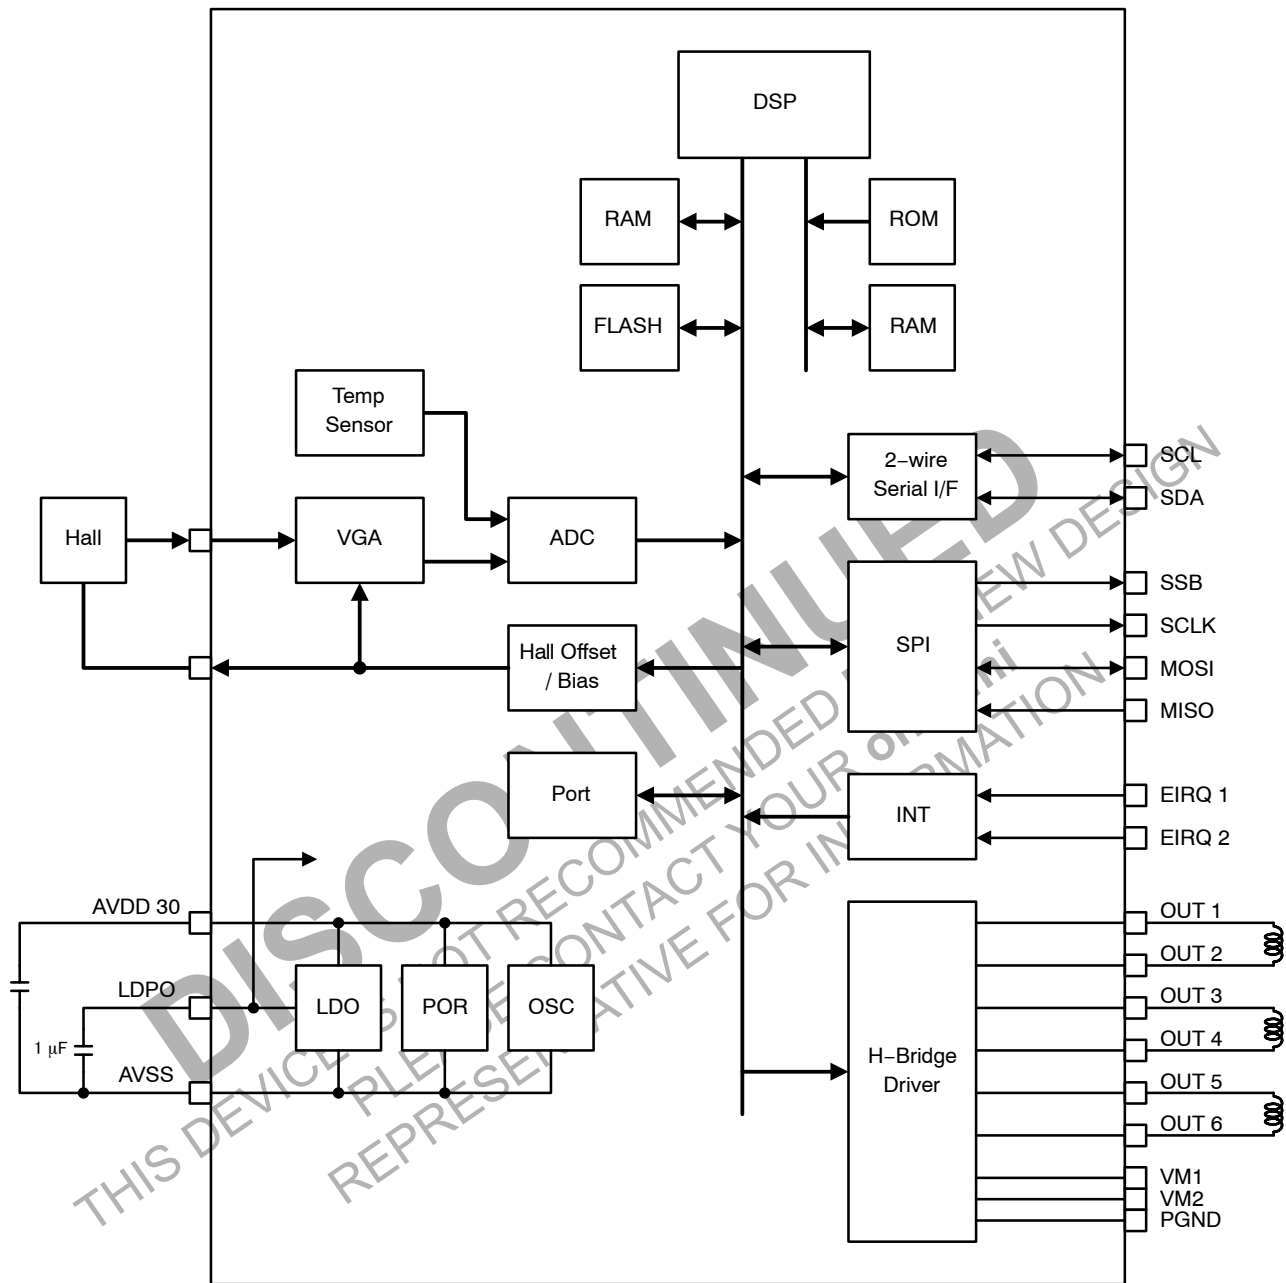 DSP
RAM
ROM
FLASH
RAM
Temp
Sensor
2−wire
Serial I/F
SCL
SDA
Hall
VGA
ADC
SSB
SCLK
MOSI
MISO
SPI
Hall Offset
/ Bias
Port
INT
EIRQ 1
EIRQ 2
AVDD 30
LDPO
1 μF
AVSS
LDO
POR
OSC
H−Bridge
Driver
OUT 1
OUT 2
OUT 3
OUT 4
OUT 5
OUT 6
VM1
VM2
PGND
DISCONTINUED
THIS DEVICE IS NOT RECOMMENDED NEW DESIGN
PLEASE CONTACT YOUR
REPRESENTATIVE FOR INFORMATION